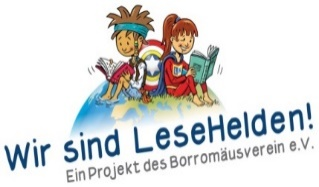 Wir sind LeseHelden!
Ein Projekt des Borromäusverein e.V.